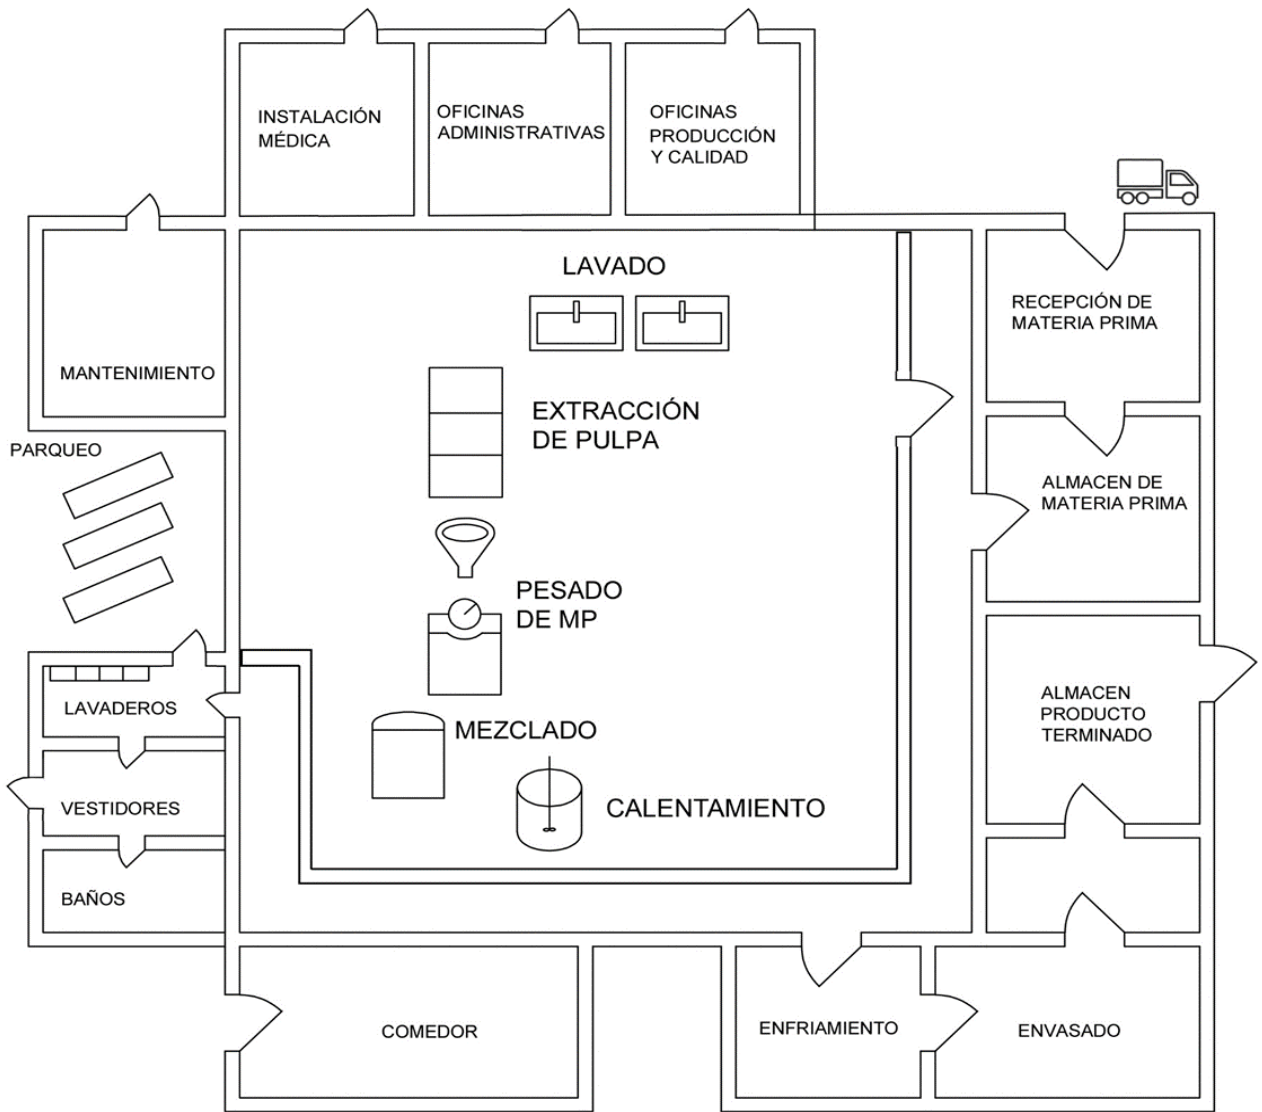 INSTALACIÓN
MÉDICA
OFICINAS
ADMINISTRATIVAS
OFICINAS
PRODUCCIÓN
Y CALIDAD
LAVADO
RECEPCIÓN DE
MATERIA PRIMA
MANTENIMIENTO
EXTRACCIÓN
DE PULPA
PARQUEO
ALMACEN DE
MATERIA PRIMA
PESADO
DE MP
LAVADEROS
MEZCLADO
ALMACEN
PRODUCTO
TERMINADO
VESTIDORES
CALENTAMIENTO
BAÑOS
COMEDOR
ENFRIAMIENTO
ENVASADO